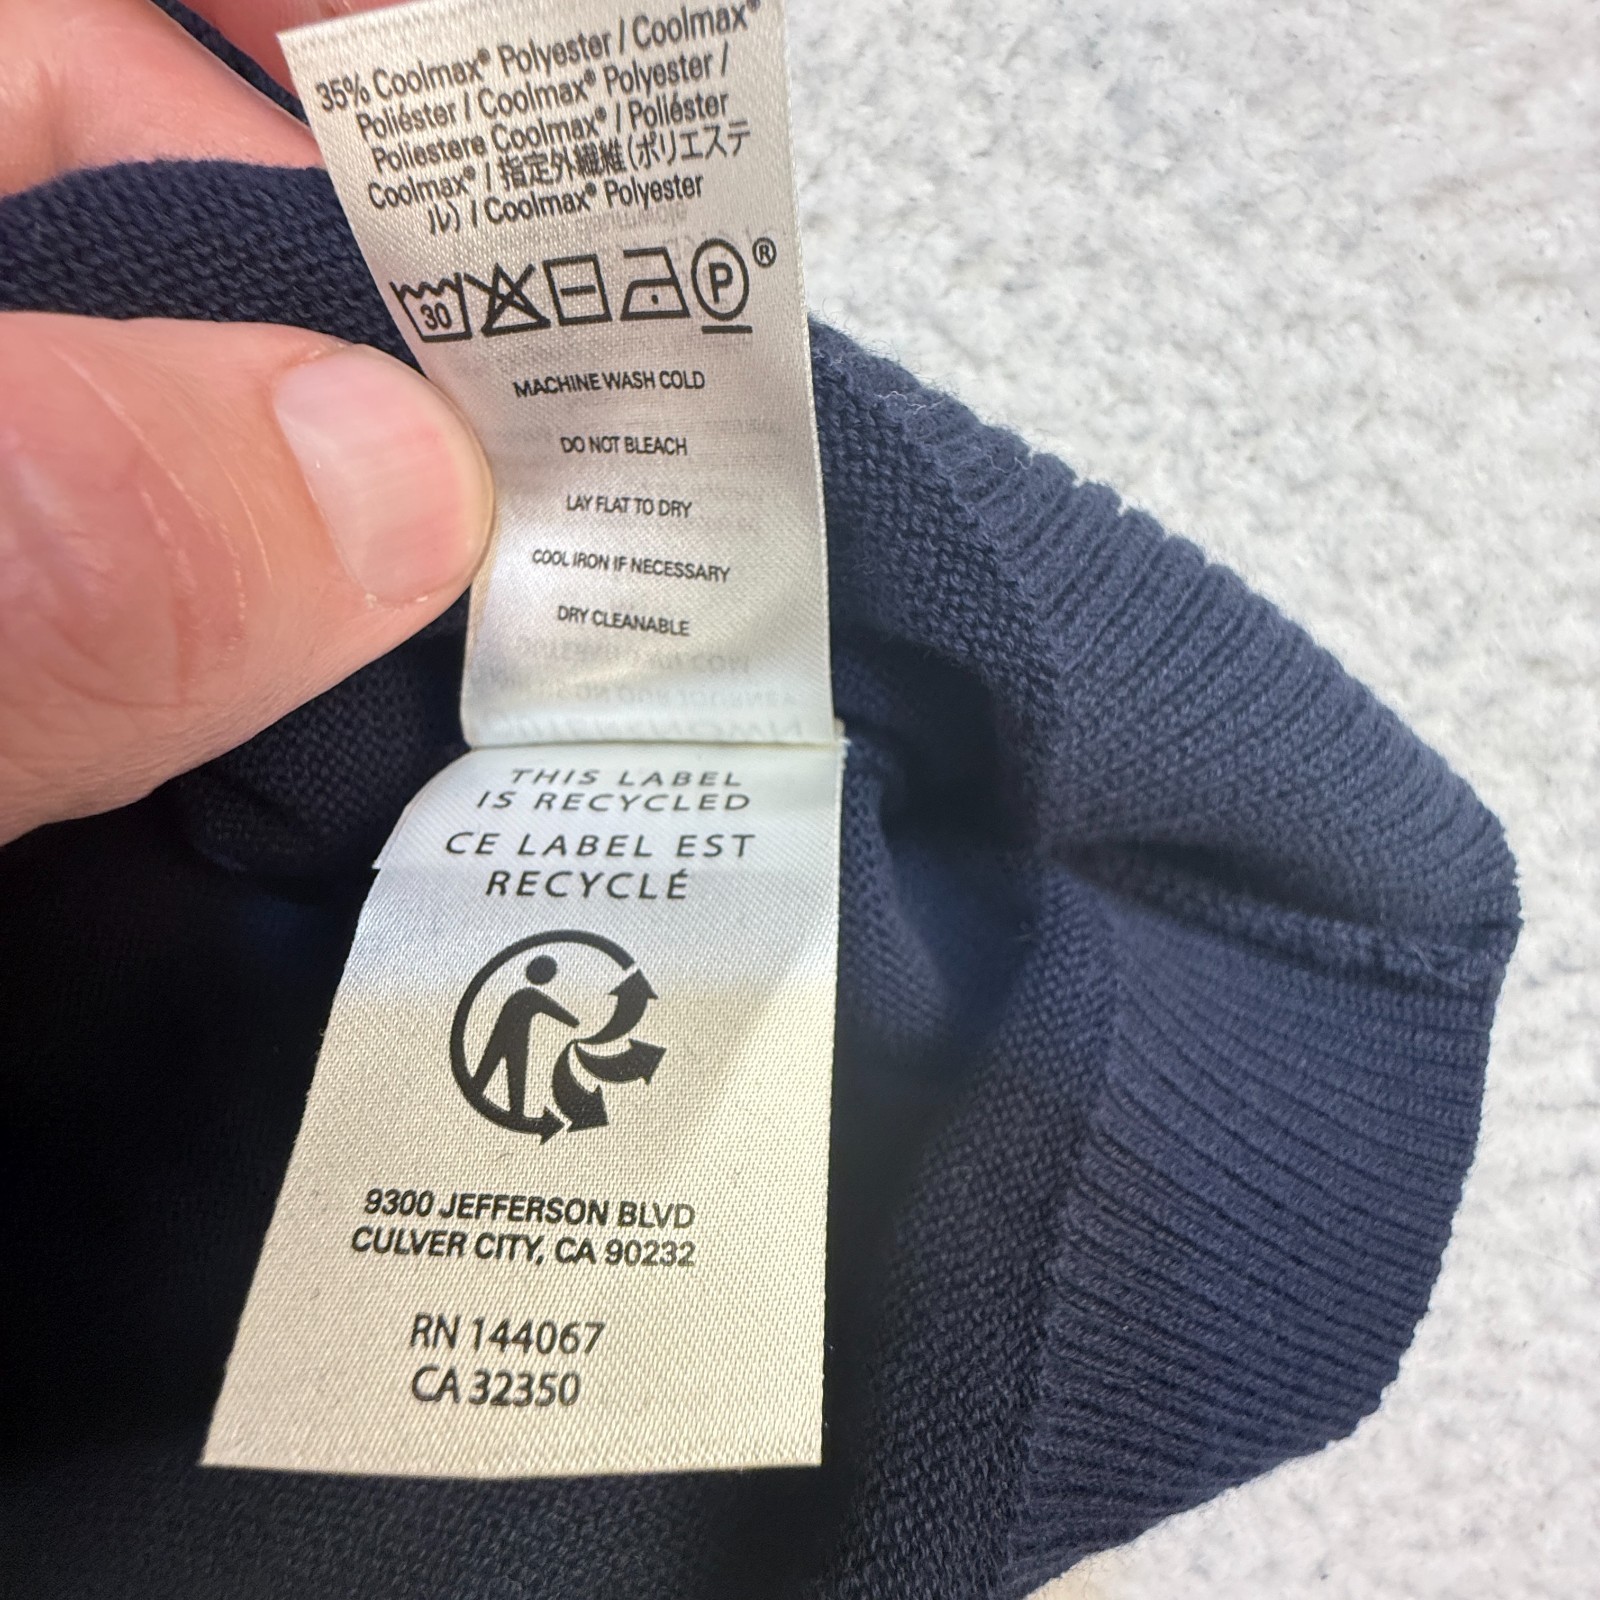 35% Coolmax® Polyester / Coolmax®
Poliéster / Coolmax® Polyester /
Poliestere Coolmax® / Poliéster
Coolmax® / 指定外繊維(ポリエステ
ル) / Coolmax® Polyester
30 P ®
MACHINE WASH COLD
DO NOT BLEACH
LAY FLAT TO DRY
COOL IRON IF NECESSARY
DRY CLEANABLE
THIS LABEL
IS RECYCLED
CE LABEL EST
RECYCLÉ
9300 JEFFERSON BLVD
CULVER CITY, CA 90232
RN 144067
CA 32350